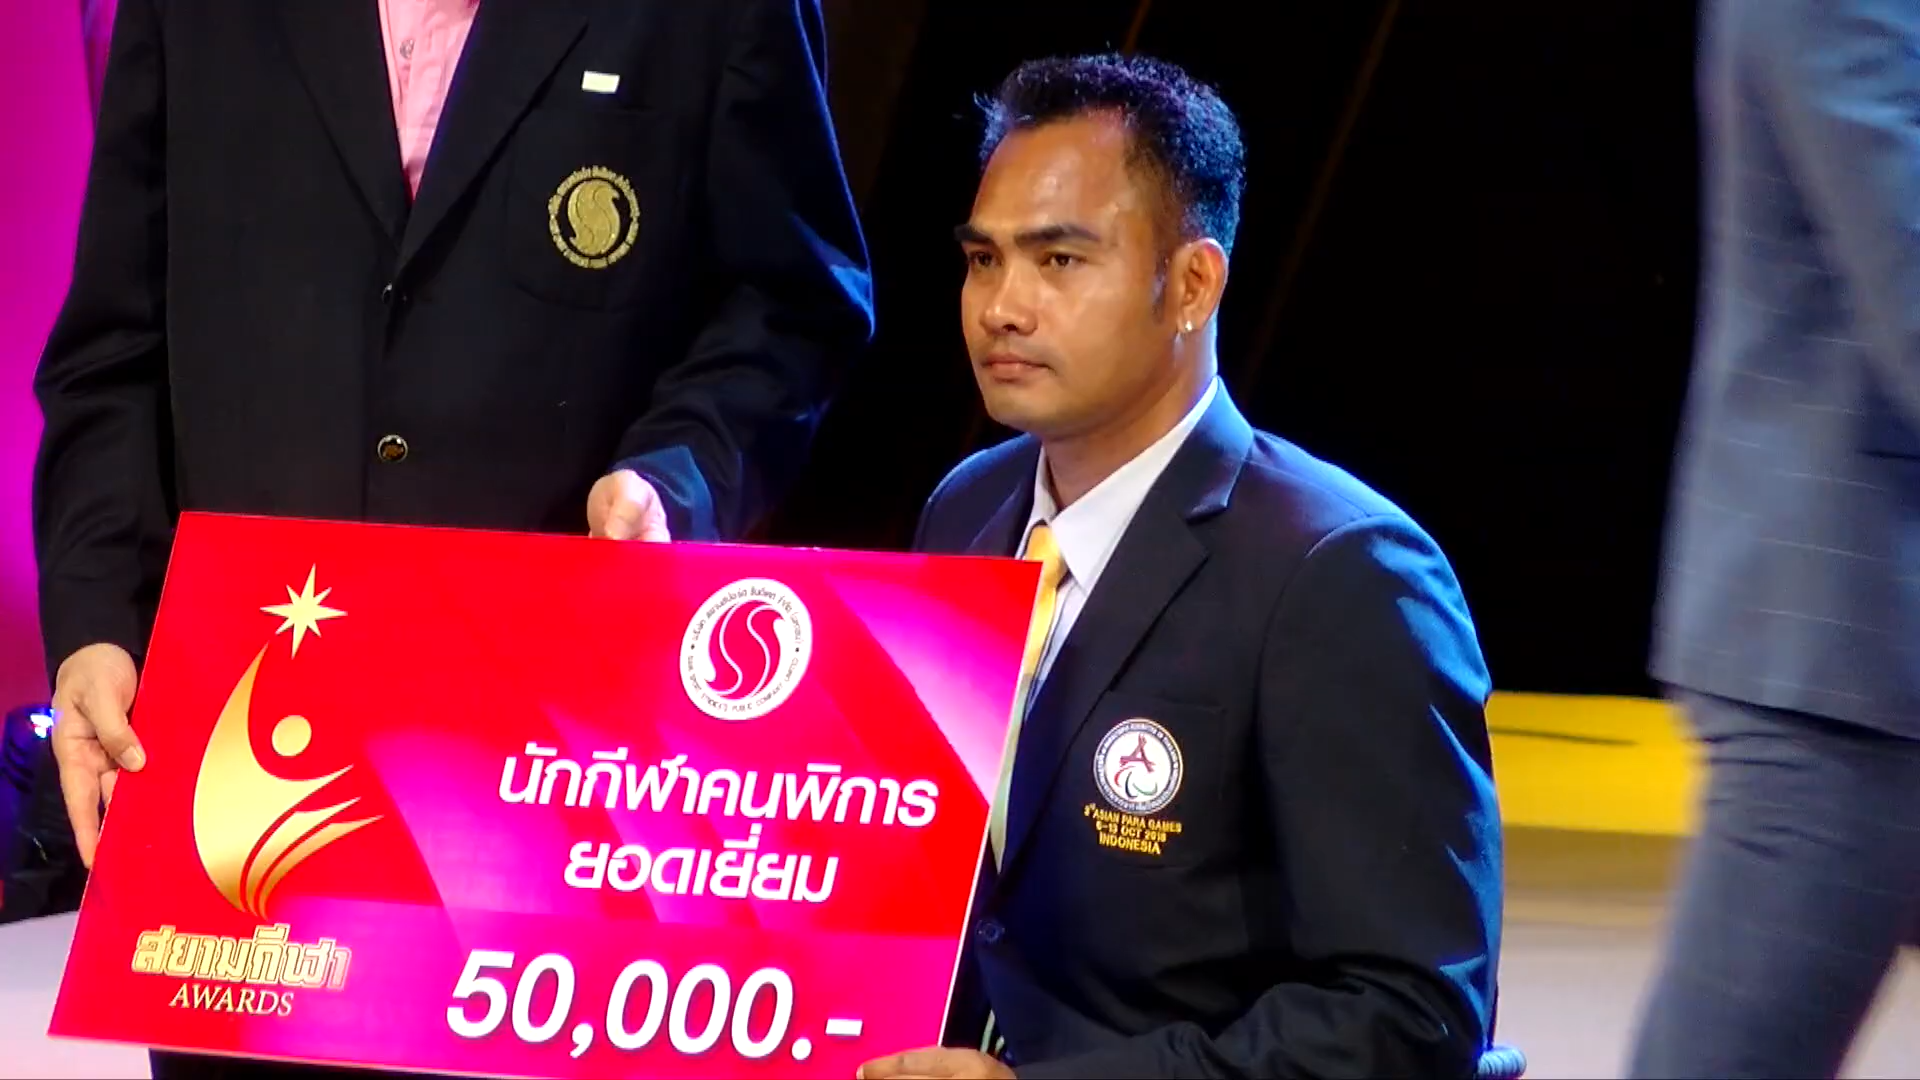 นักกีฬาคนพิการ
ยอดเยี่ยม
50,000.-
สยามกีฬา
AWARDS
3rd ASIAN PARA GAMES
6-13 OCT 2018
INDONESIA